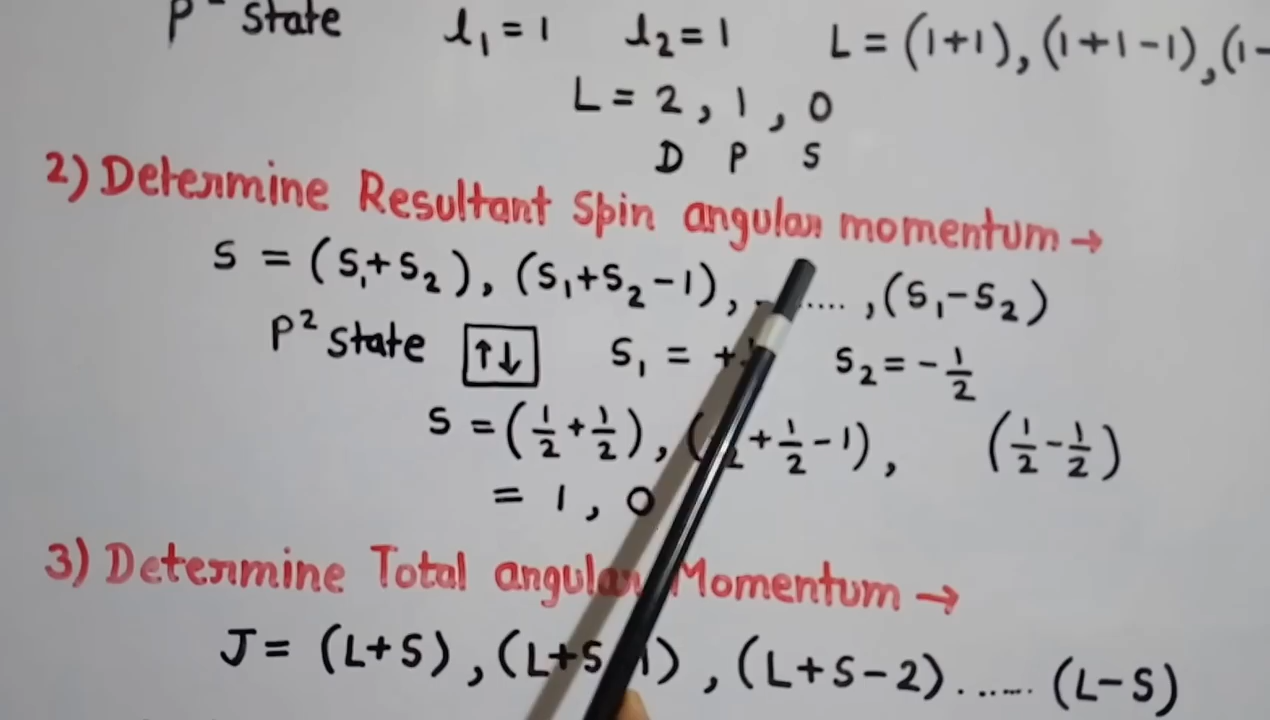 P² state l₁ = 1 l₂ = 1 L = (1+1), (1+1-1), (1-
L = 2, 1, 0
D P S
2) Determine Resultant Spin angular momentum →
S = (S₁+S₂), (S₁+S₂-1), ......, (S₁-S₂)
P² state ↑↓ S₁ = + S₂ = -1/2
S = (1/2 + 1/2), ( + 1/2 - 1), (1/2 - 1/2)
= 1, 0
3) Determine Total angular Momentum →
J = (L+S), (L+S 1), (L+S-2) ...... (L-S)